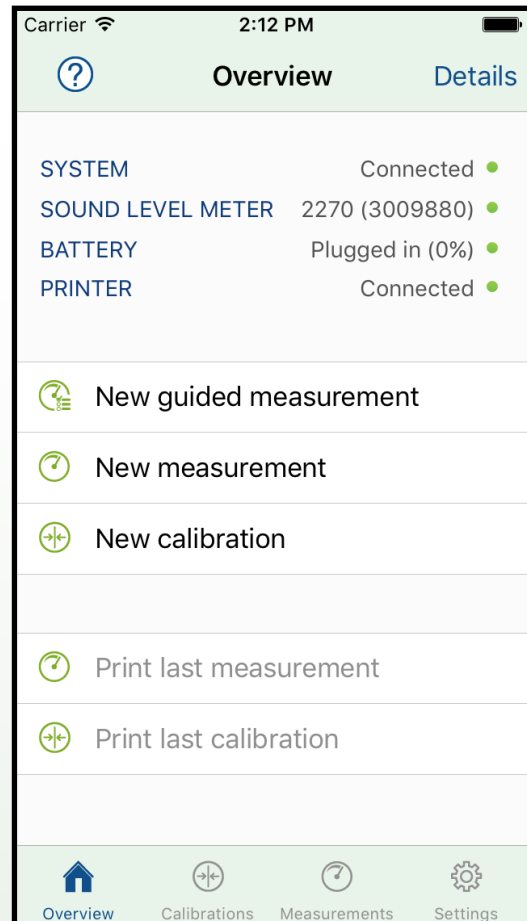 Carrier 2:12 PM
? Overview Details
SYSTEM Connected
SOUND LEVEL METER 2270 (3009880)
BATTERY Plugged in (0%)
PRINTER Connected
New guided measurement
New measurement
New calibration
Print last measurement
Print last calibration
Overview Calibrations Measurements Settings